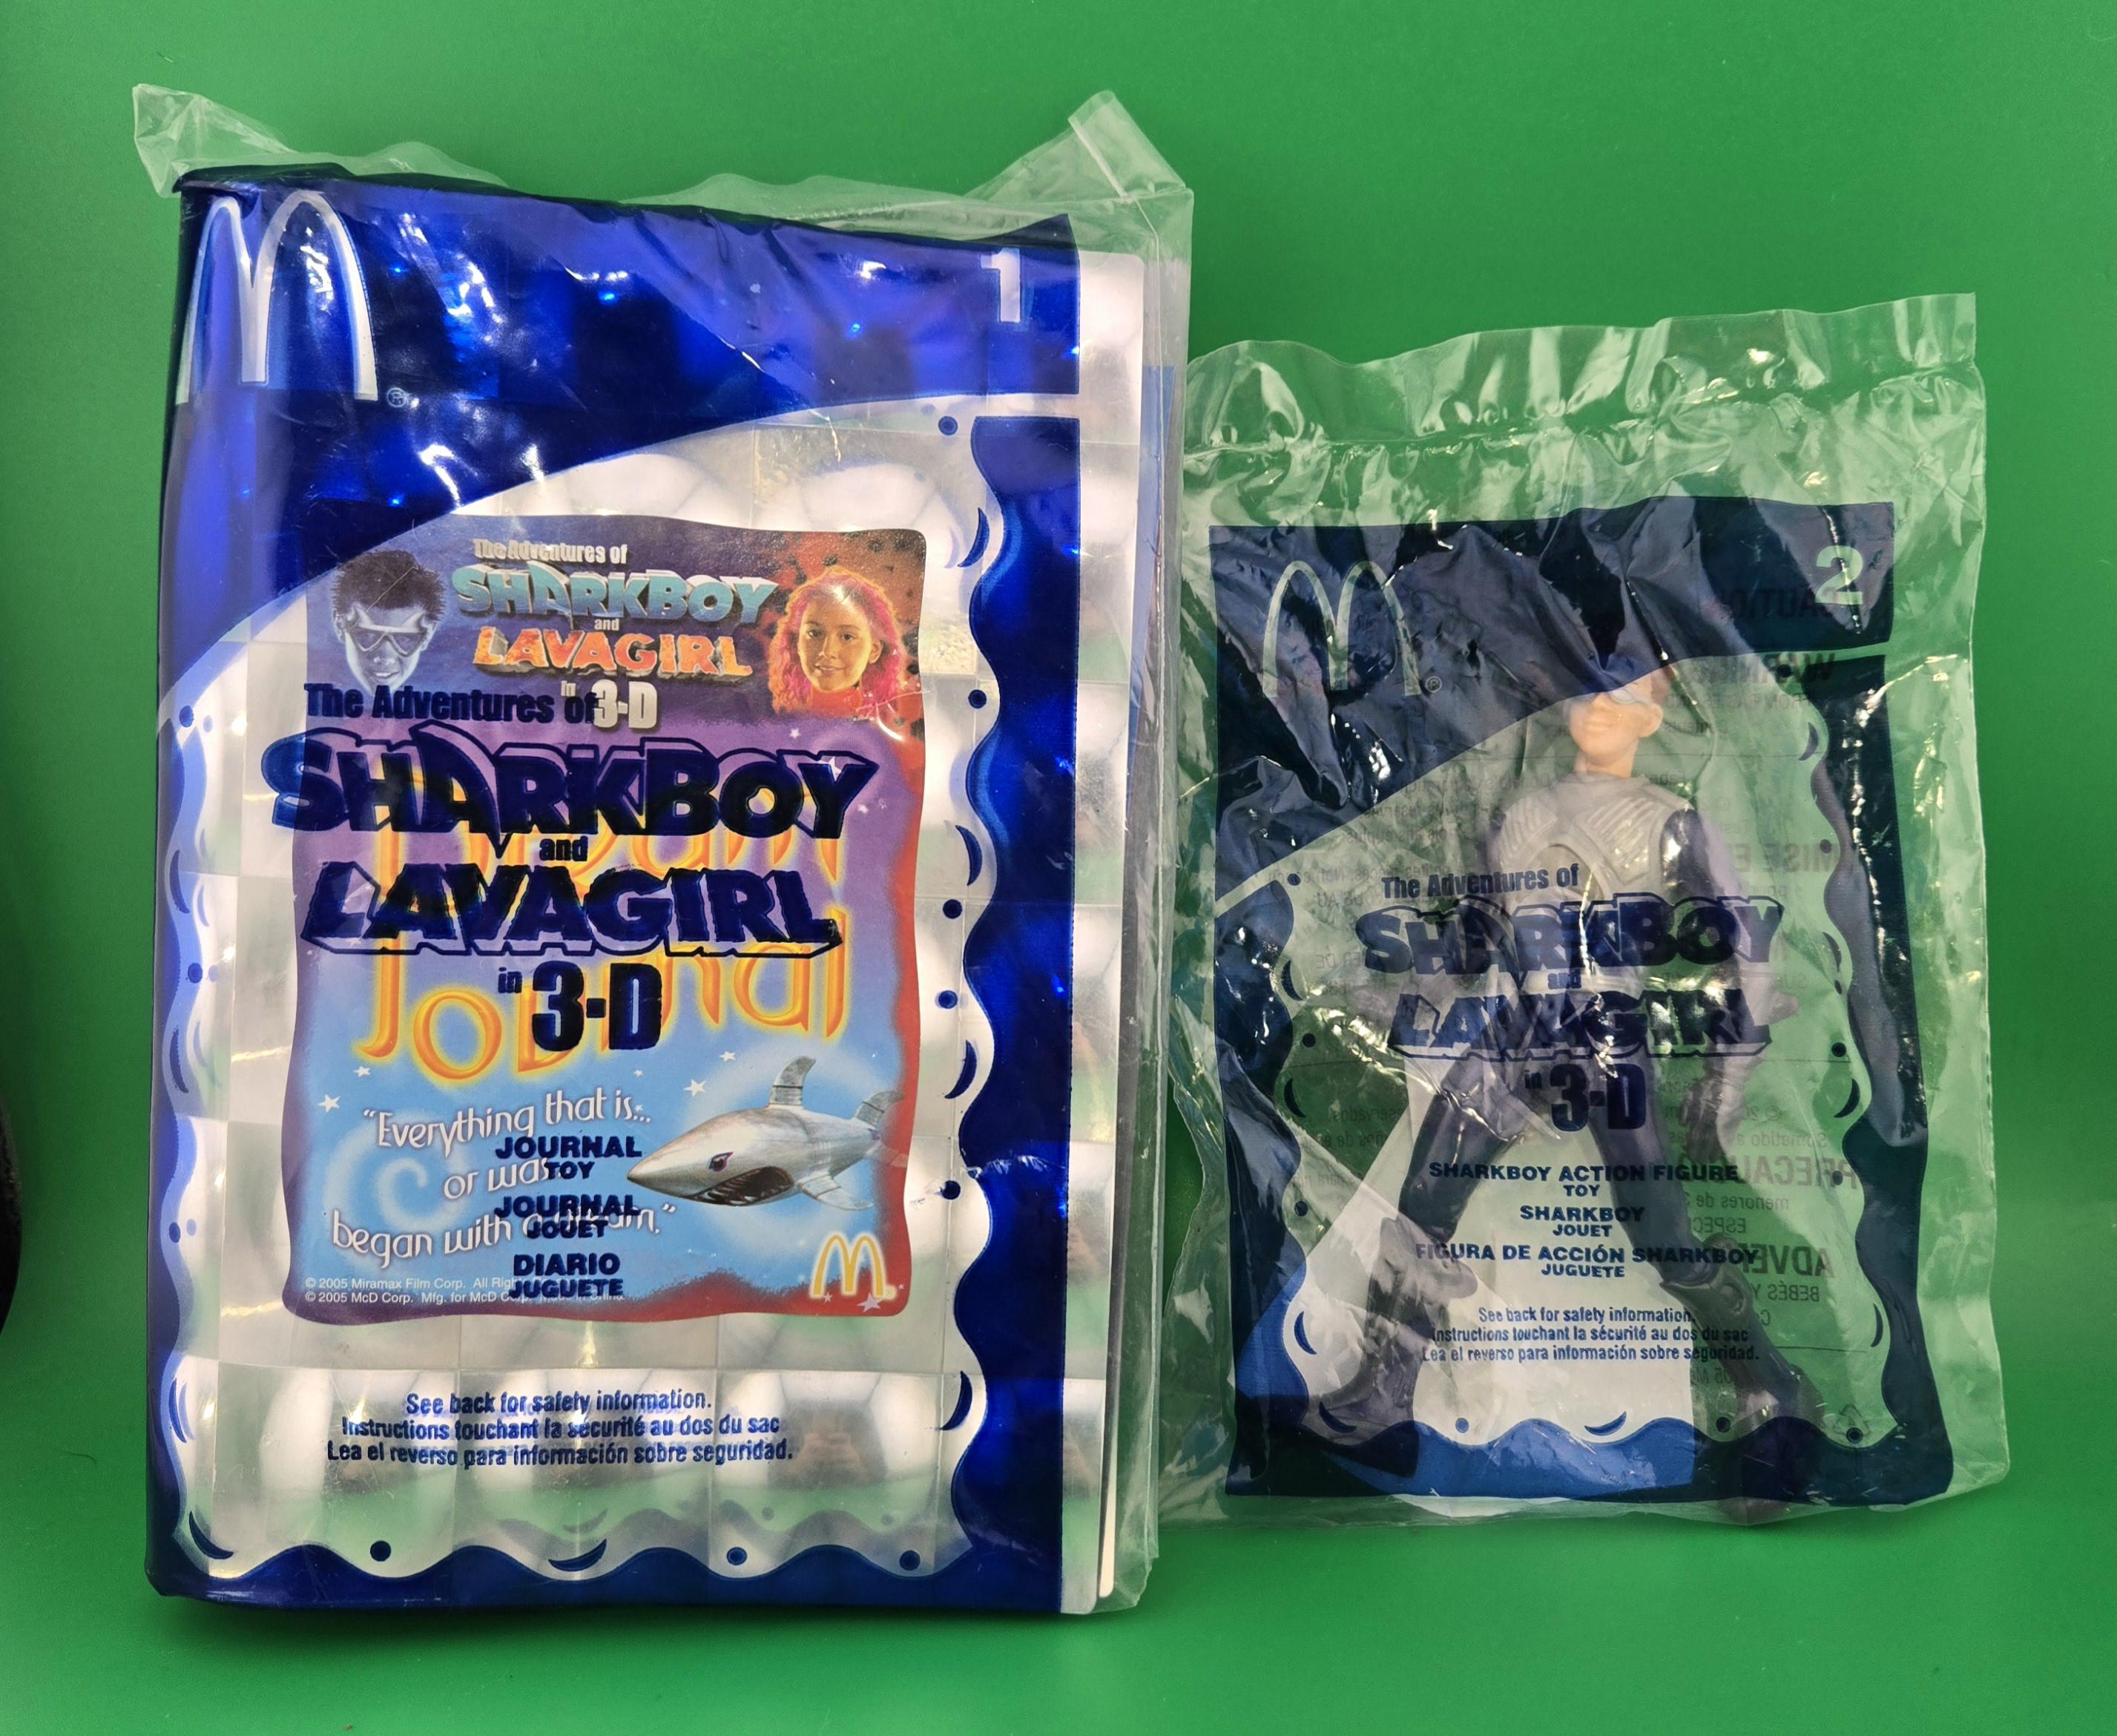 1
The Adventures of
SHARKBOY
and
LAVAGIRL
in
3-D
The Adventures of
SHARKBOY
and
LAVAGIRL
in 3-D
Journal
"Everything that is...
or was
began with a
JOURNAL
TOY
JOURNAL
JOUET
DIARIO
JUGUETE
© 2005 Miramax Film Corp. All
© 2005 McD Corp. Mfg. for McD
See back for safety information.
Instructions touchant la sécurité au dos du sac
Lea el reverso para información sobre seguridad.
2
The Adventures of
SHARKBOY
and
LAVAGIRL
in 3-D
SHARKBOY ACTION FIGURE
TOY
SHARKBOY
JOUET
FIGURA DE ACCIÓN SHARKBOY
JUGUETE
See back for safety information.
Instructions touchant la sécurité au dos du sac
Lea el reverso para información sobre seguridad.